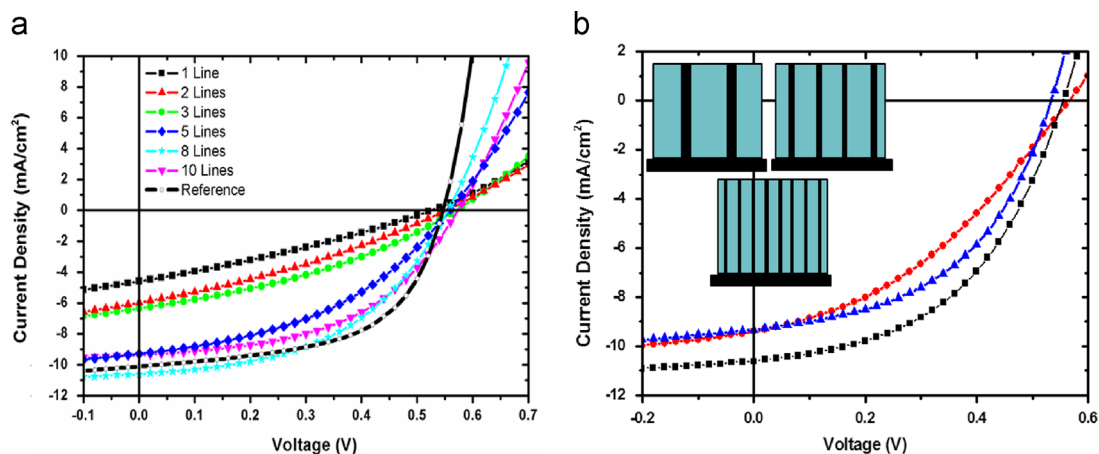 a
10
8
6
4
2
0
-2
-4
-6
-8
-10
-12
Current Density (mA/cm²)
1 Line
2 Lines
3 Lines
5 Lines
8 Lines
10 Lines
Reference
-0.1 0.0 0.1 0.2 0.3 0.4 0.5 0.6 0.7
Voltage (V)
b
2
0
-2
-4
-6
-8
-10
-12
Current Density (mA/cm²)
-0.2 0.0 0.2 0.4 0.6
Voltage (V)